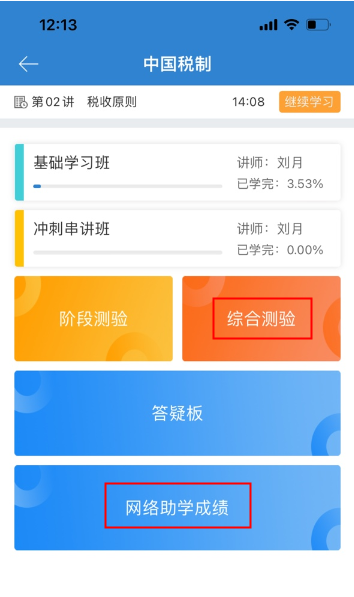 12:13
中国税制
第02讲 税收原则 14:08 继续学习
基础学习班 讲师：刘月
已学完：3.53%
冲刺串讲班 讲师：刘月
已学完：0.00%
阶段测验 综合测验
答疑板
网络助学成绩